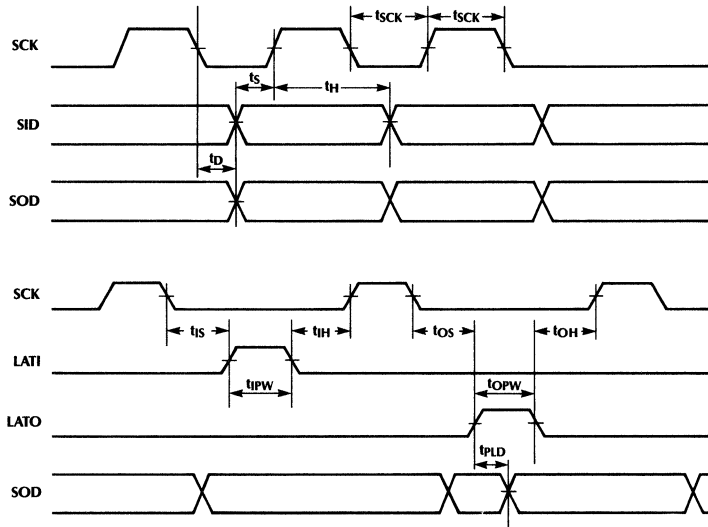 tSCK tSCK
SCK
tS tH
SID
tD
SOD
SCK
tIS tIH tOS tOH
LATI
tIPW tOPW
LATO
tPLD
SOD